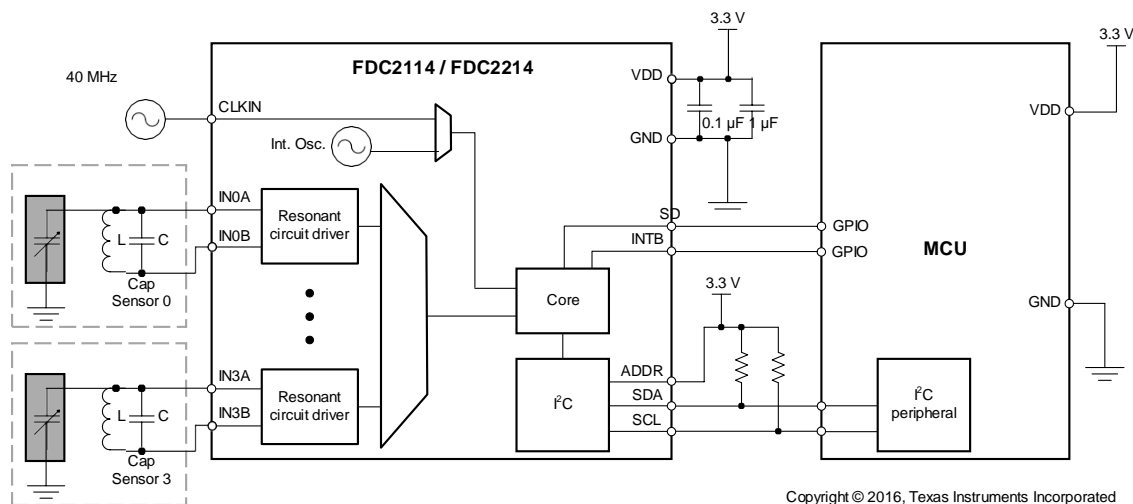 3.3 V
3.3 V
FDC2114 / FDC2214
40 MHz
VDD
CLKIN
0.1 µF
1 µF
VDD
Int. Osc.
GND
IN0A
Resonant
circuit driver
SD
GPIO
L
C
IN0B
INTB
GPIO
MCU
Cap
Sensor 0
Core
3.3 V
GND
IN3A
Resonant
circuit driver
ADDR
L
C
IN3B
I²C
SDA
I²C
peripheral
SCL
Cap
Sensor 3
Copyright © 2016, Texas Instruments Incorporated